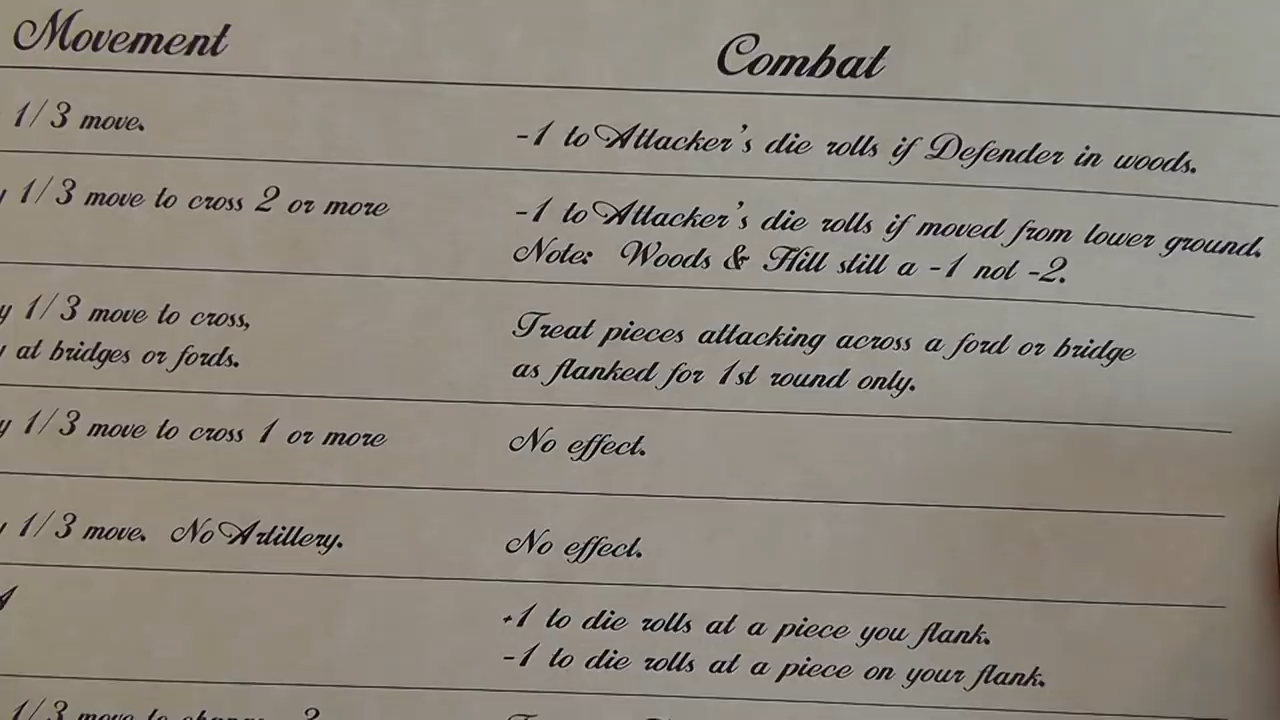 Movement
Combat
1/3 move.
-1 to Attacker's die rolls if Defender in woods.
1/3 move to cross 2 or more
-1 to Attacker's die rolls if moved from lower ground.
Note: Woods & Hill still a -1 not -2.
y 1/3 move to cross,
at bridges or fords.
Treat pieces attacking across a ford or bridge
as flanked for 1st round only.
y 1/3 move to cross 1 or more
No effect.
1/3 move. No Artillery.
No effect.
+1 to die rolls at a piece you flank.
-1 to die rolls at a piece on your flank.
1/3 move to change